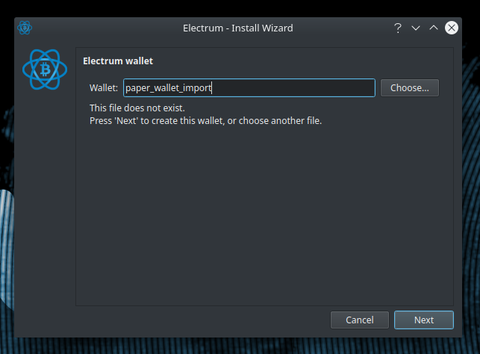 Electrum - Install Wizard
Electrum wallet
Wallet: paper_wallet_import Choose...
This file does not exist.
Press 'Next' to create this wallet, or choose another file.
Cancel Next